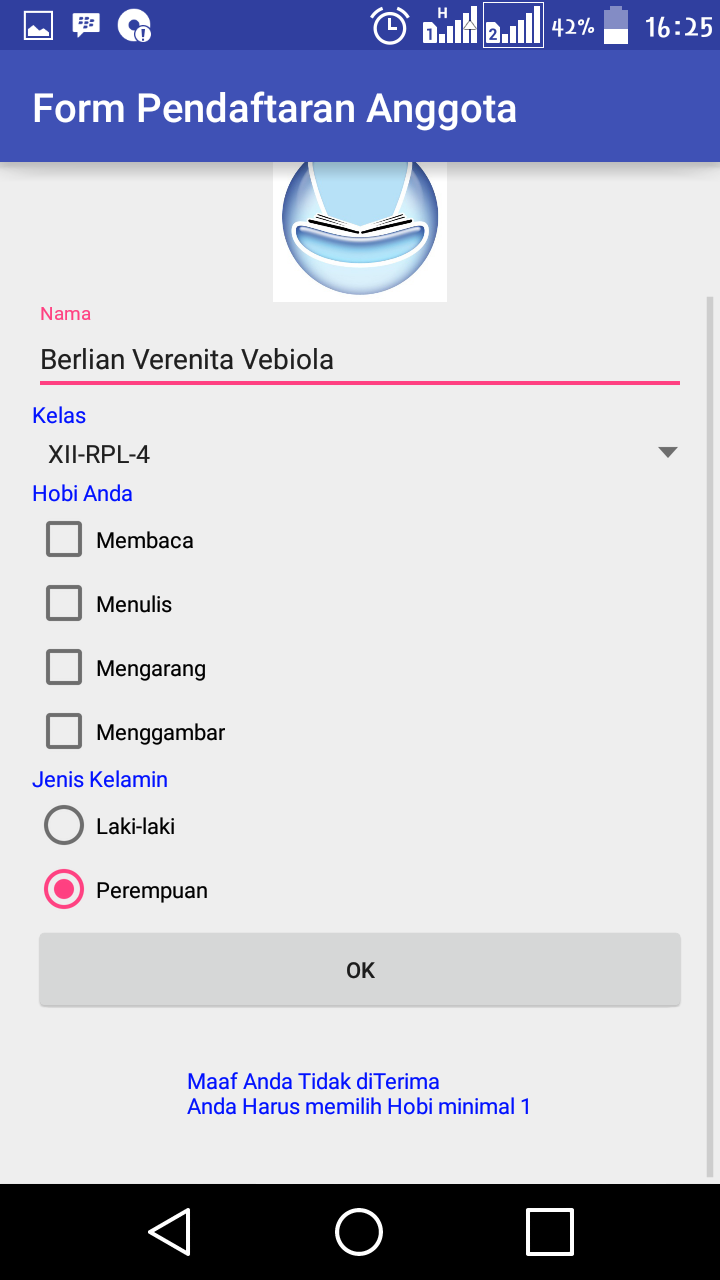 H
1
2
42%
16:25
Form Pendaftaran Anggota
Nama
Berlian Verenita Vebiola
Kelas
XII-RPL-4
Hobi Anda
Membaca
Menulis
Mengarang
Menggambar
Jenis Kelamin
Laki-laki
Perempuan
OK
Maaf Anda Tidak diTerima
Anda Harus memilih Hobi minimal 1